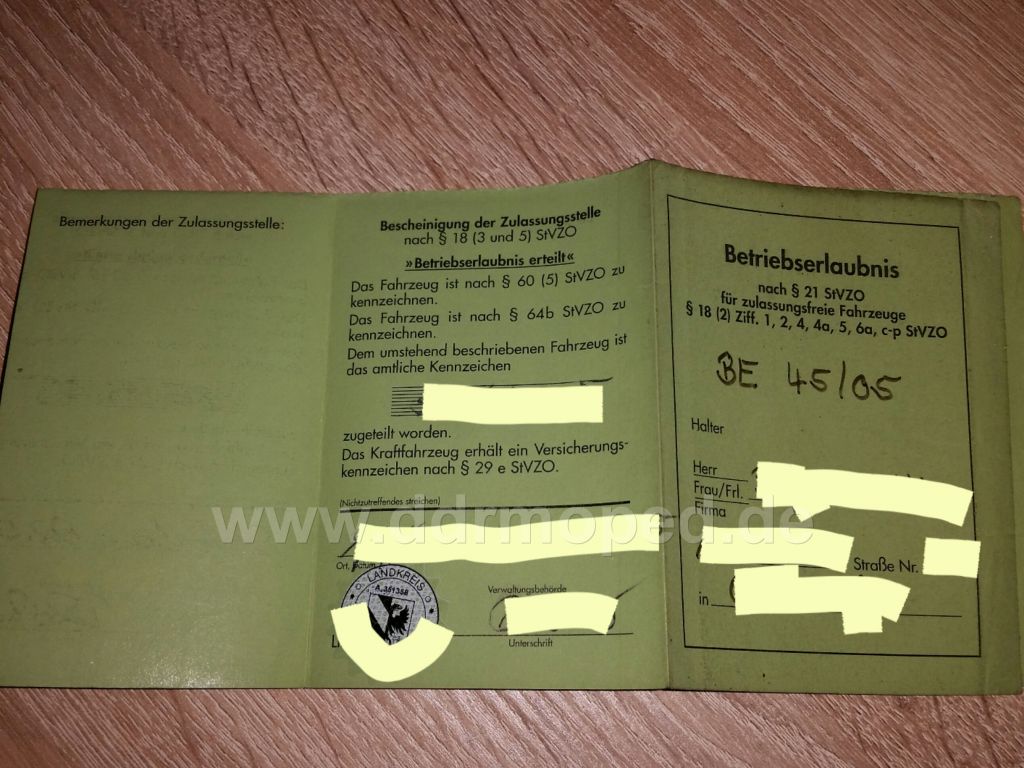 Bemerkungen der Zulassungsstelle:
Bescheinigung der Zulassungsstelle
nach § 18 (3 und 5) StVZO
»Betriebserlaubnis erteilt«
Das Fahrzeug ist nach § 60 (5) StVZO zu
kennzeichnen.
Das Fahrzeug ist nach § 64b StVZO zu
kennzeichnen.
Dem umstehend beschriebenen Fahrzeug ist
das amtliche Kennzeichen
zugeteilt worden.
Das Kraftfahrzeug erhält ein Versicherungs-
kennzeichen nach § 29 e StVZO.
(Nichtzutreffendes streichen)
Ort, Datum
LANDKREIS
Verwaltungsbehörde
Unterschrift
Betriebserlaubnis
nach § 21 StVZO
für zulassungsfreie Fahrzeuge
§ 18 (2) Ziff. 1, 2, 4, 4a, 5, 6a, c-p StVZO
BE 45/05
Halter
Herr
Frau/Frl.
Firma
Straße Nr.
in
www.ddrmoped.de